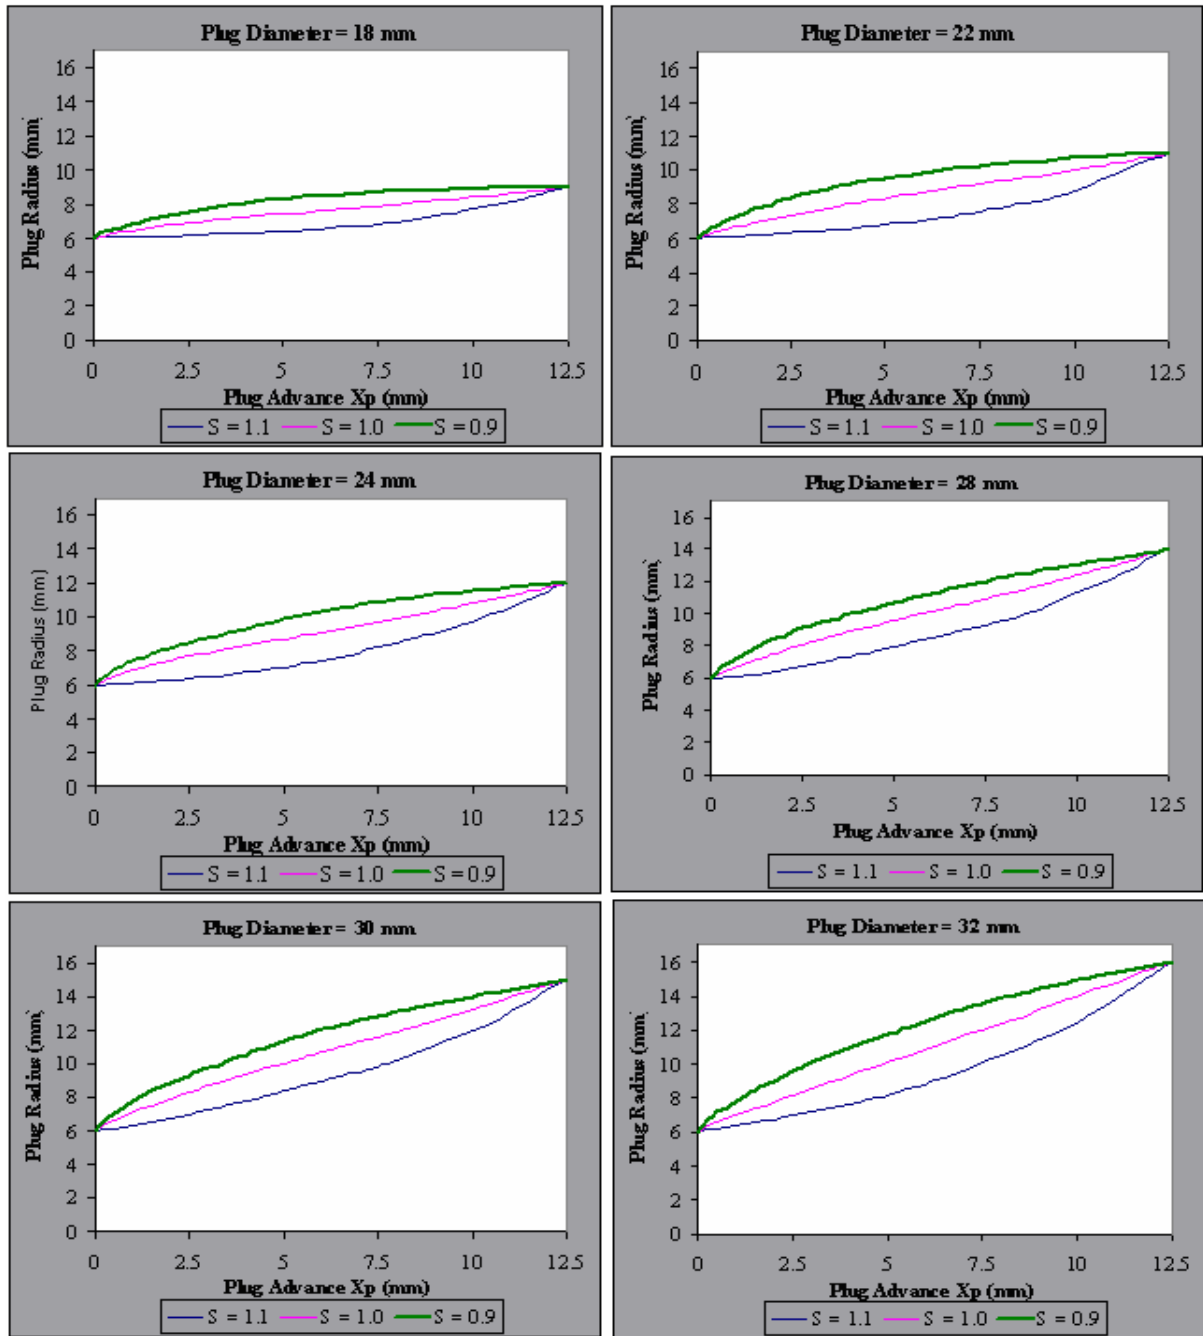 Plug Diameter = 18 mm
16
14
12
10
8
6
4
2
0
Plug Radius (mm)
0 2.5 5 7.5 10 12.5
Plug Advance Xp (mm)
S = 1.1 S = 1.0 S = 0.9
Plug Diameter = 22 mm
16
14
12
10
8
6
4
2
0
Plug Radius (mm)
0 2.5 5 7.5 10 12.5
Plug Advance Xp (mm)
S = 1.1 S = 1.0 S = 0.9
Plug Diameter = 24 mm
16
14
12
10
8
6
4
2
0
Plug Radius (mm)
0 2.5 5 7.5 10 12.5
Plug Advance Xp (mm)
S = 1.1 S = 1.0 S = 0.9
Plug Diameter = 28 mm
16
14
12
10
8
6
4
2
0
Plug Radius (mm)
0 2.5 5 7.5 10 12.5
Plug Advance Xp (mm)
S = 1.1 S = 1.0 S = 0.9
Plug Diameter = 30 mm
16
14
12
10
8
6
4
2
0
Plug Radius (mm)
0 2.5 5 7.5 10 12.5
Plug Advance Xp (mm)
S = 1.1 S = 1.0 S = 0.9
Plug Diameter = 32 mm
16
14
12
10
8
6
4
2
0
Plug Radius (mm)
0 2.5 5 7.5 10 12.5
Plug Advance Xp (mm)
S = 1.1 S = 1.0 S = 0.9